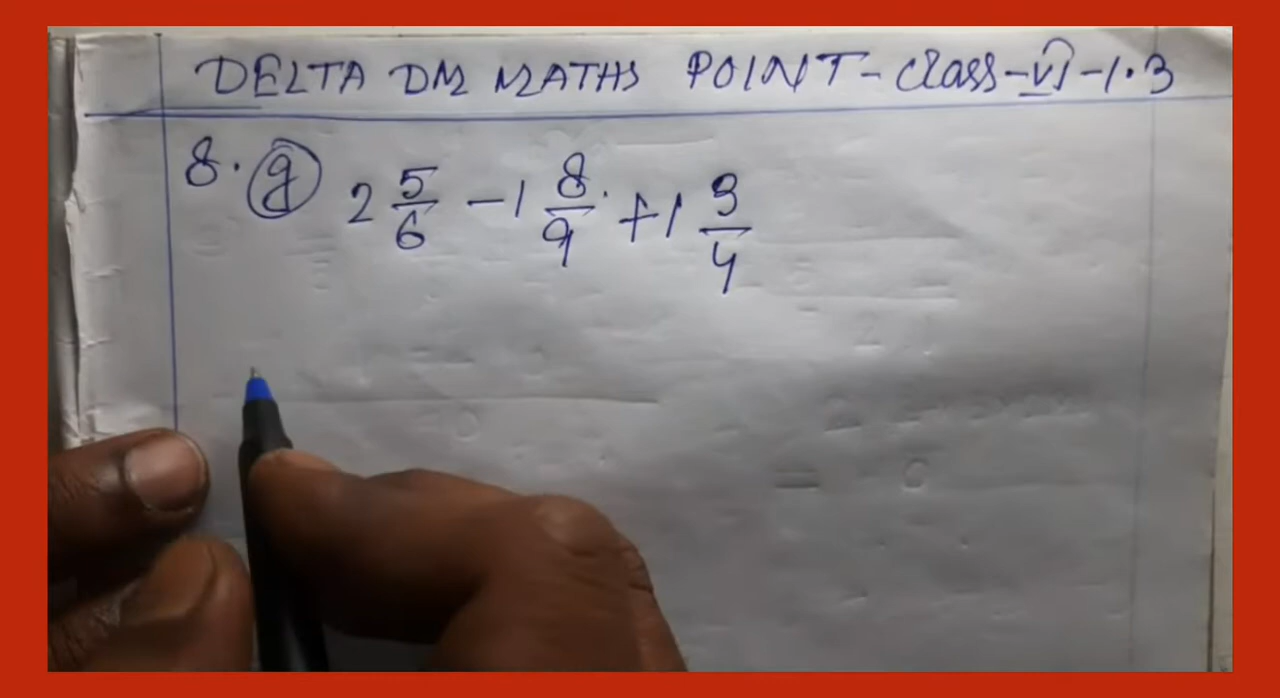 DELTA DM MATHS POINT - Class - VI - 1.3
8. (g) 2 5/6 - 1 8/9 + 1 3/4